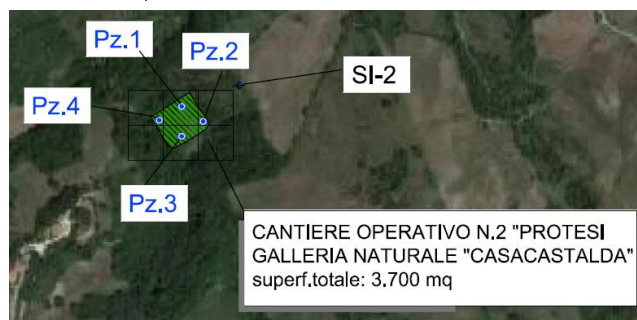 Pz.1
Pz.2
SI-2
Pz.4
Pz.3
CANTIERE OPERATIVO N.2 "PROTESI
GALLERIA NATURALE "CASACASTALDA"
superf.totale: 3.700 mq